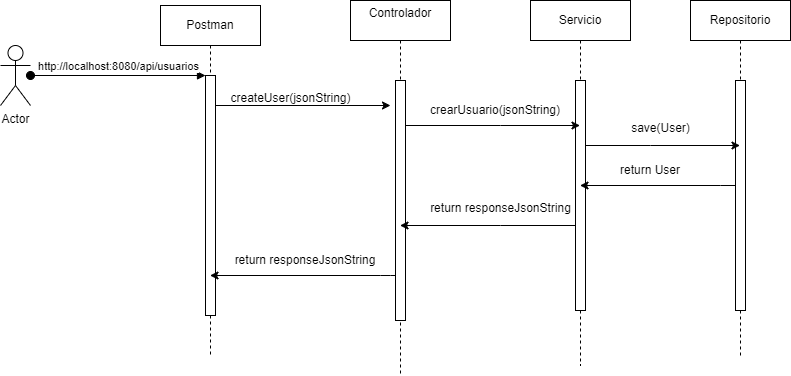 Postman
Controlador
Servicio
Repositorio
http://localhost:8080/api/usuarios
Actor
createUser(jsonString)
crearUsuario(jsonString)
save(User)
return User
return responseJsonString
return responseJsonString